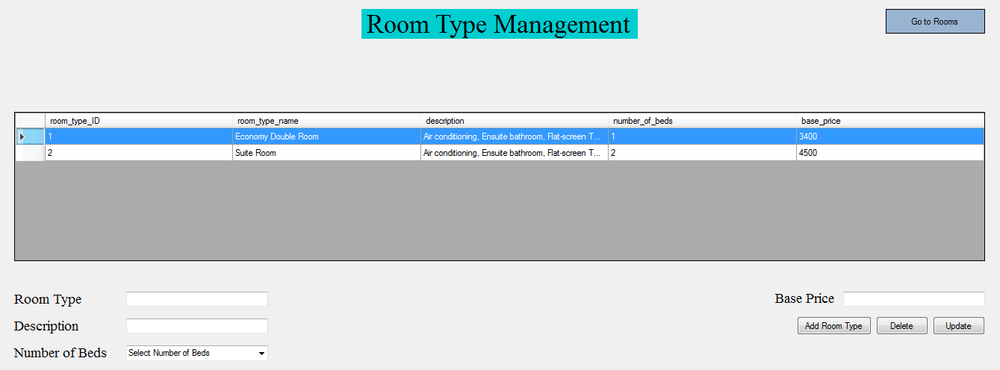 Room Type Management
Go to Rooms
room_type_ID room_type_name description number_of_beds base_price
1 Economy Double Room Air conditioning, Ensuite bathroom, Flat-screen T... 1 3400
2 Suite Room Air conditioning, Ensuite bathroom, Flat-screen T... 2 4500
Room Type Base Price
Description Add Room Type Delete Update
Number of Beds Select Number of Beds